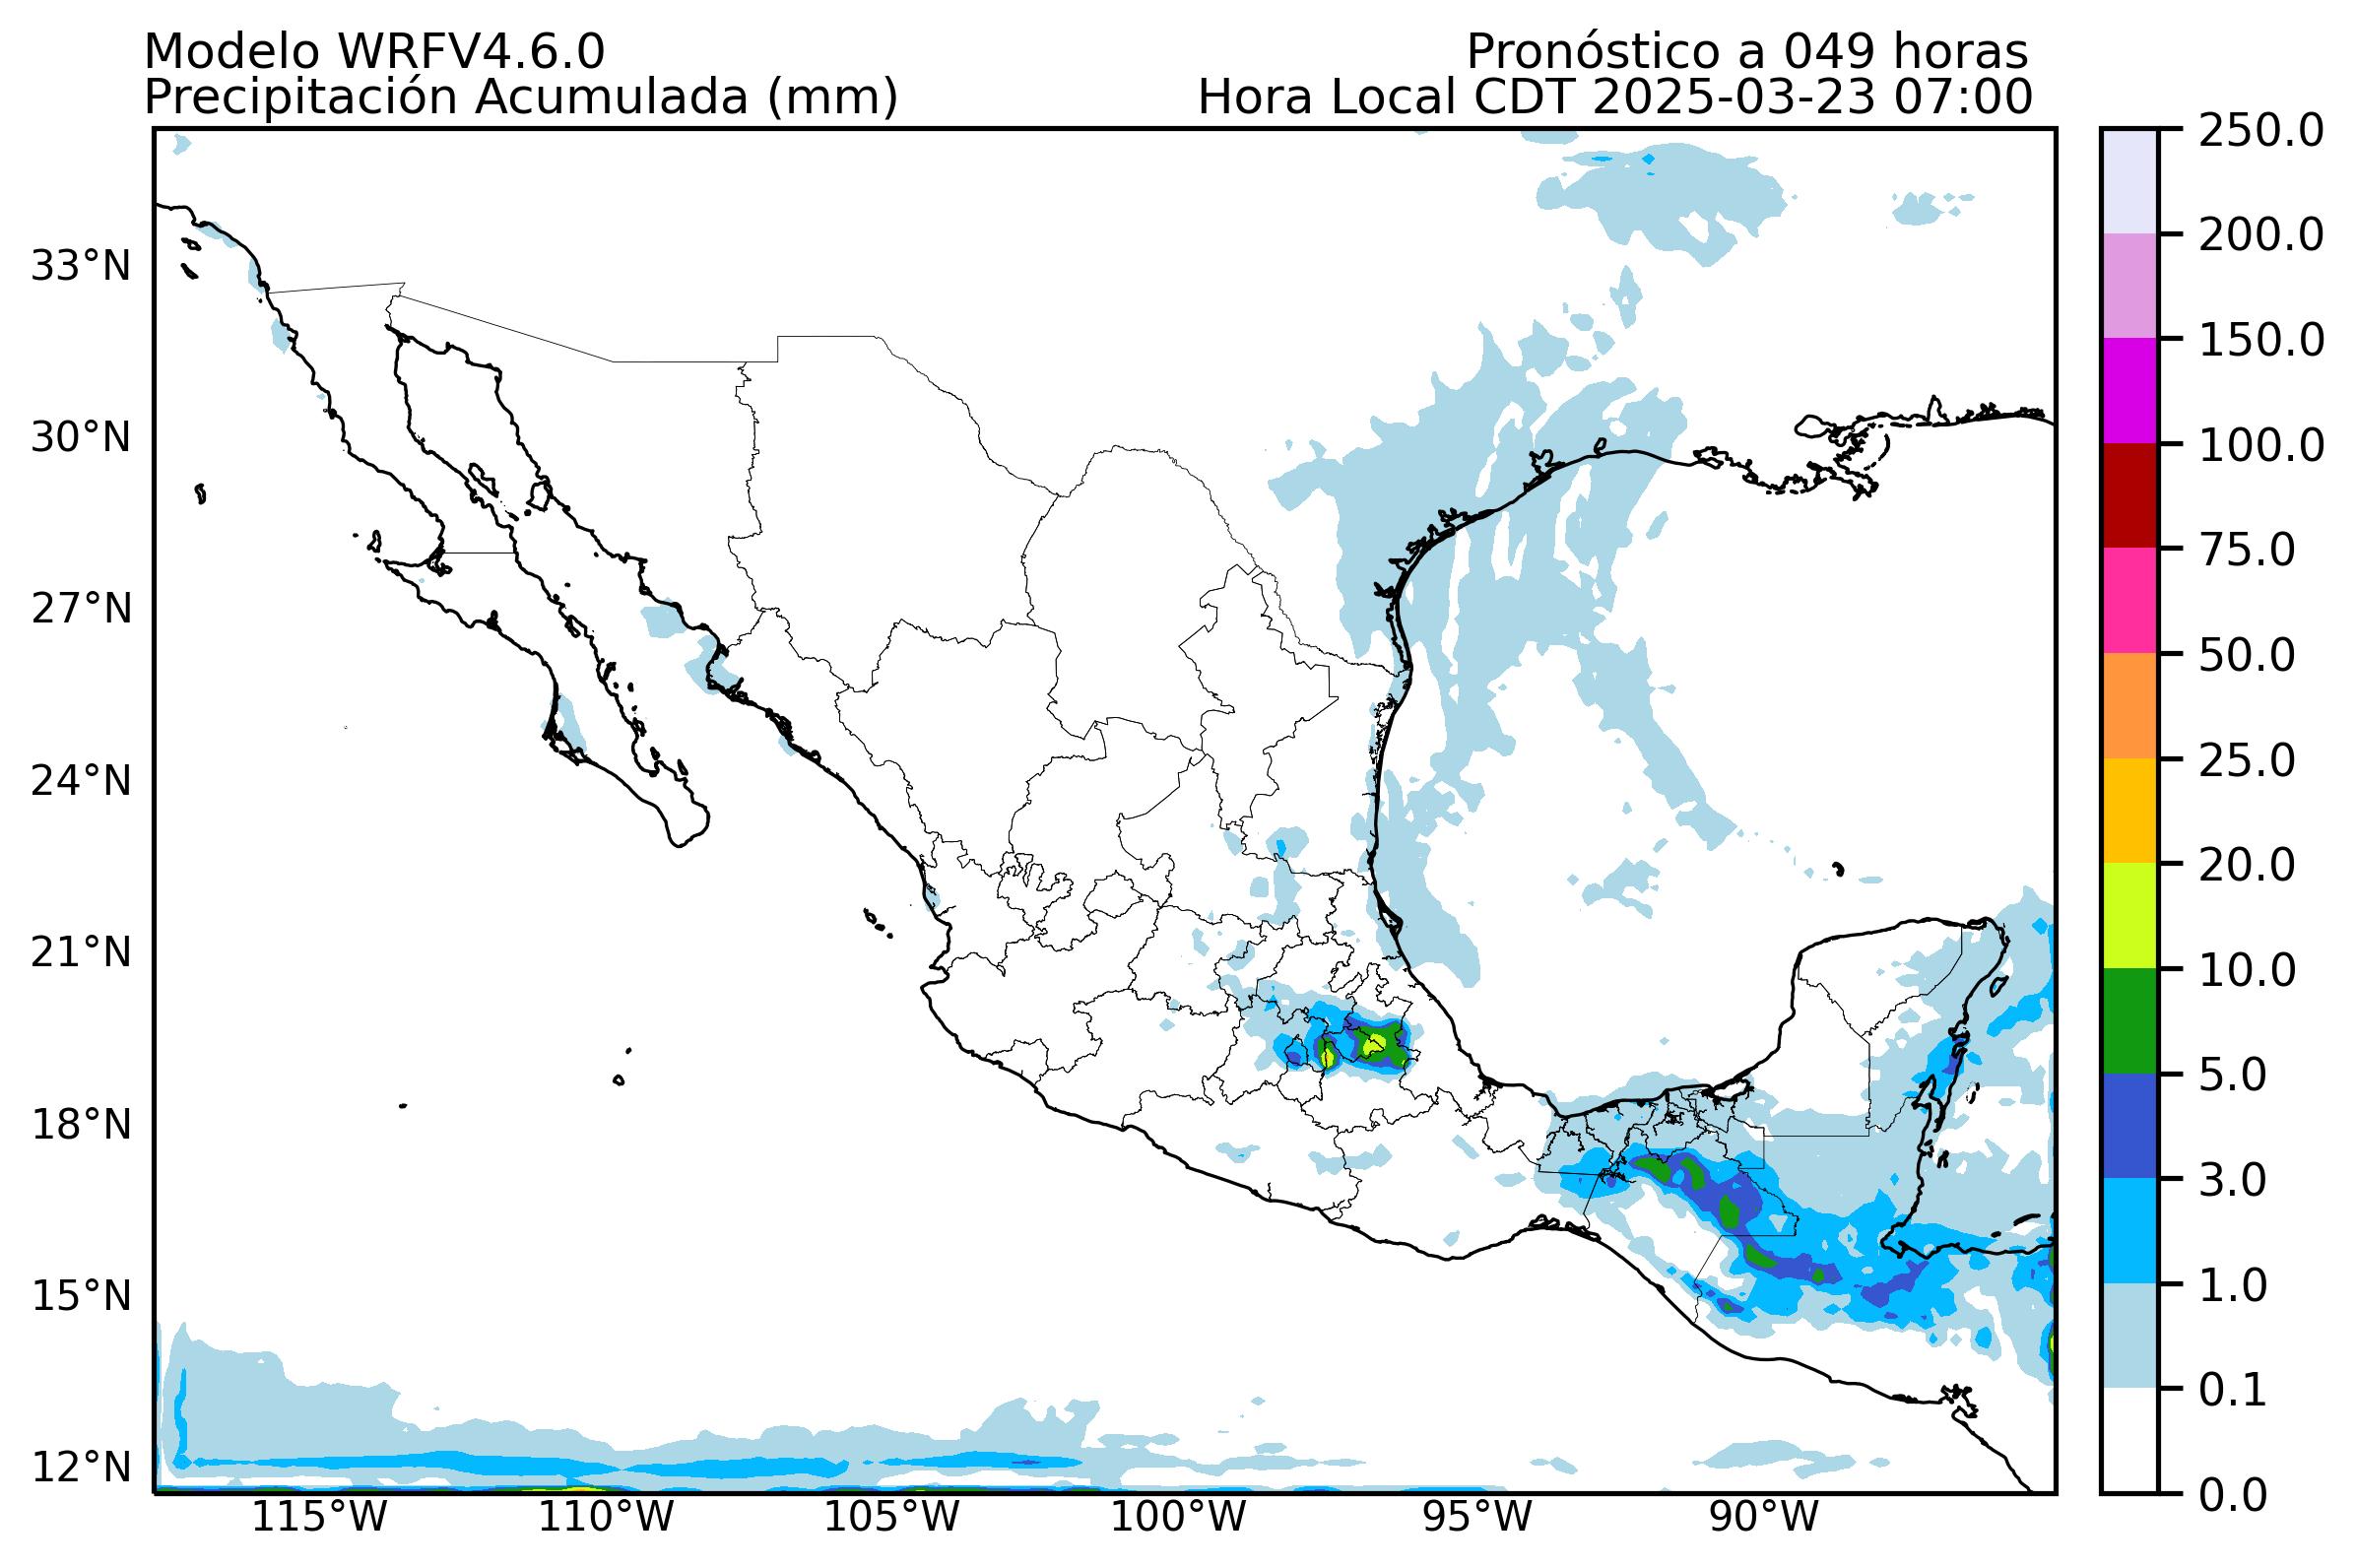 Modelo WRFV4.6.0
Pronóstico a 049 horas
Precipitación Acumulada (mm)
Hora Local CDT 2025-03-23 07:00
33°N
30°N
27°N
24°N
21°N
18°N
15°N
12°N
115°W
110°W
105°W
100°W
95°W
90°W
250.0
200.0
150.0
100.0
75.0
50.0
25.0
20.0
10.0
5.0
3.0
1.0
0.1
0.0